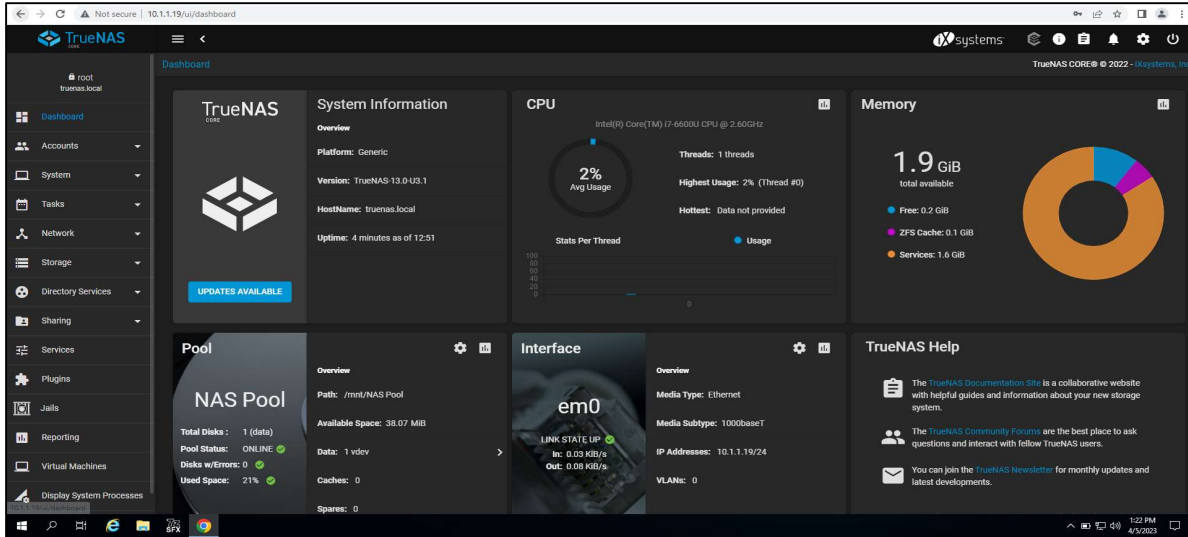 Not secure | 10.1.1.19/ui/dashboard
TrueNAS
CORE
iXsystems
root
truenas.local
Dashboard
TrueNAS CORE® © 2022 - iXsystems, Inc
Dashboard
Accounts
System
Tasks
Network
Storage
Directory Services
Sharing
Services
Plugins
Jails
Reporting
Virtual Machines
Display System Processes
10.1.1.19/ui/dashboard
TrueNAS
CORE
UPDATES AVAILABLE
System Information
Overview
Platform: Generic
Version: TrueNAS-13.0-U3.1
HostName: truenas.local
Uptime: 4 minutes as of 12:51
CPU
Intel(R) Core(TM) i7-6600U CPU @ 2.60GHz
2%
Avg Usage
Threads: 1 threads
Highest Usage: 2% (Thread #0)
Hottest: Data not provided
Stats Per Thread
Usage
100
80
60
40
20
0
0
Memory
1.9 GiB
total available
Free: 0.2 GiB
ZFS Cache: 0.1 GiB
Services: 1.6 GiB
Pool
NAS Pool
Total Disks : 1 (data)
Pool Status: ONLINE
Disks w/Errors: 0
Used Space: 21%
Overview
Path: /mnt/NAS Pool
Available Space: 38.07 MiB
Data: 1 vdev
Caches: 0
Spares: 0
Interface
em0
LINK STATE UP
In: 0.03 KiB/s
Out: 0.08 KiB/s
Overview
Media Type: Ethernet
Media Subtype: 1000baseT
IP Addresses: 10.1.1.19/24
VLANs: 0
TrueNAS Help
The TrueNAS Documentation Site is a collaborative website
with helpful guides and information about your new storage
system.
The TrueNAS Community Forums are the best place to ask
questions and interact with fellow TrueNAS users.
You can join the TrueNAS Newsletter for monthly updates and
latest developments.
7z
SFX
1:22 PM
4/5/2023